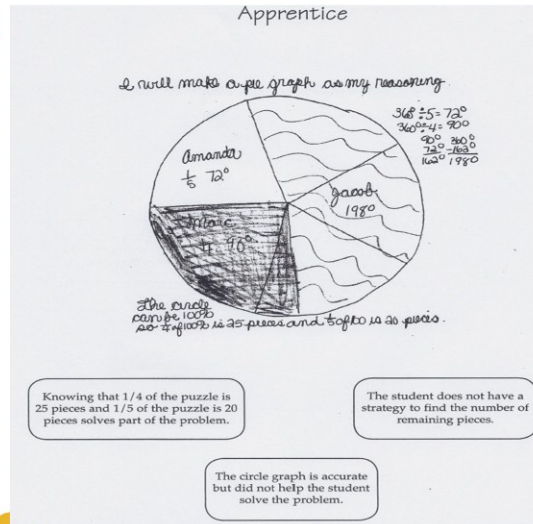 Apprentice
I will make a pie graph as my reasoning.
360° ÷ 5 = 72°
360° ÷ 4 = 90°
90° 360°
72° -162°
162° 198°
Amanda
1/5 72°
Jacob
198°
Marc
1/4 90°
The circle
can be 100%
so 1/4 of 100% is 25 pieces and 1/5 of 100 is 20 pieces.
Knowing that 1/4 of the puzzle is
25 pieces and 1/5 of the puzzle is 20
pieces solves part of the problem.
The student does not have a
strategy to find the number of
remaining pieces.
The circle graph is accurate
but did not help the student
solve the problem.